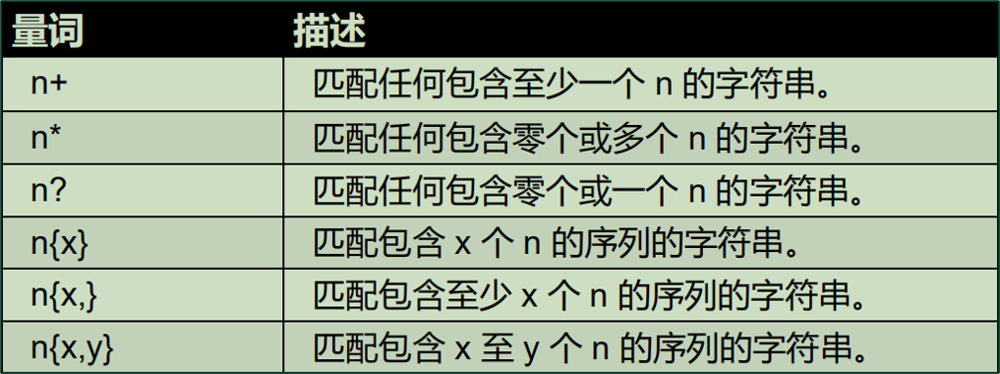 量词 描述
n+ 匹配任何包含至少一个 n 的字符串。
n* 匹配任何包含零个或多个 n 的字符串。
n? 匹配任何包含零个或一个 n 的字符串。
n{x} 匹配包含 x 个 n 的序列的字符串。
n{x,} 匹配包含至少 x 个 n 的序列的字符串。
n{x,y} 匹配包含 x 至 y 个 n 的序列的字符串。